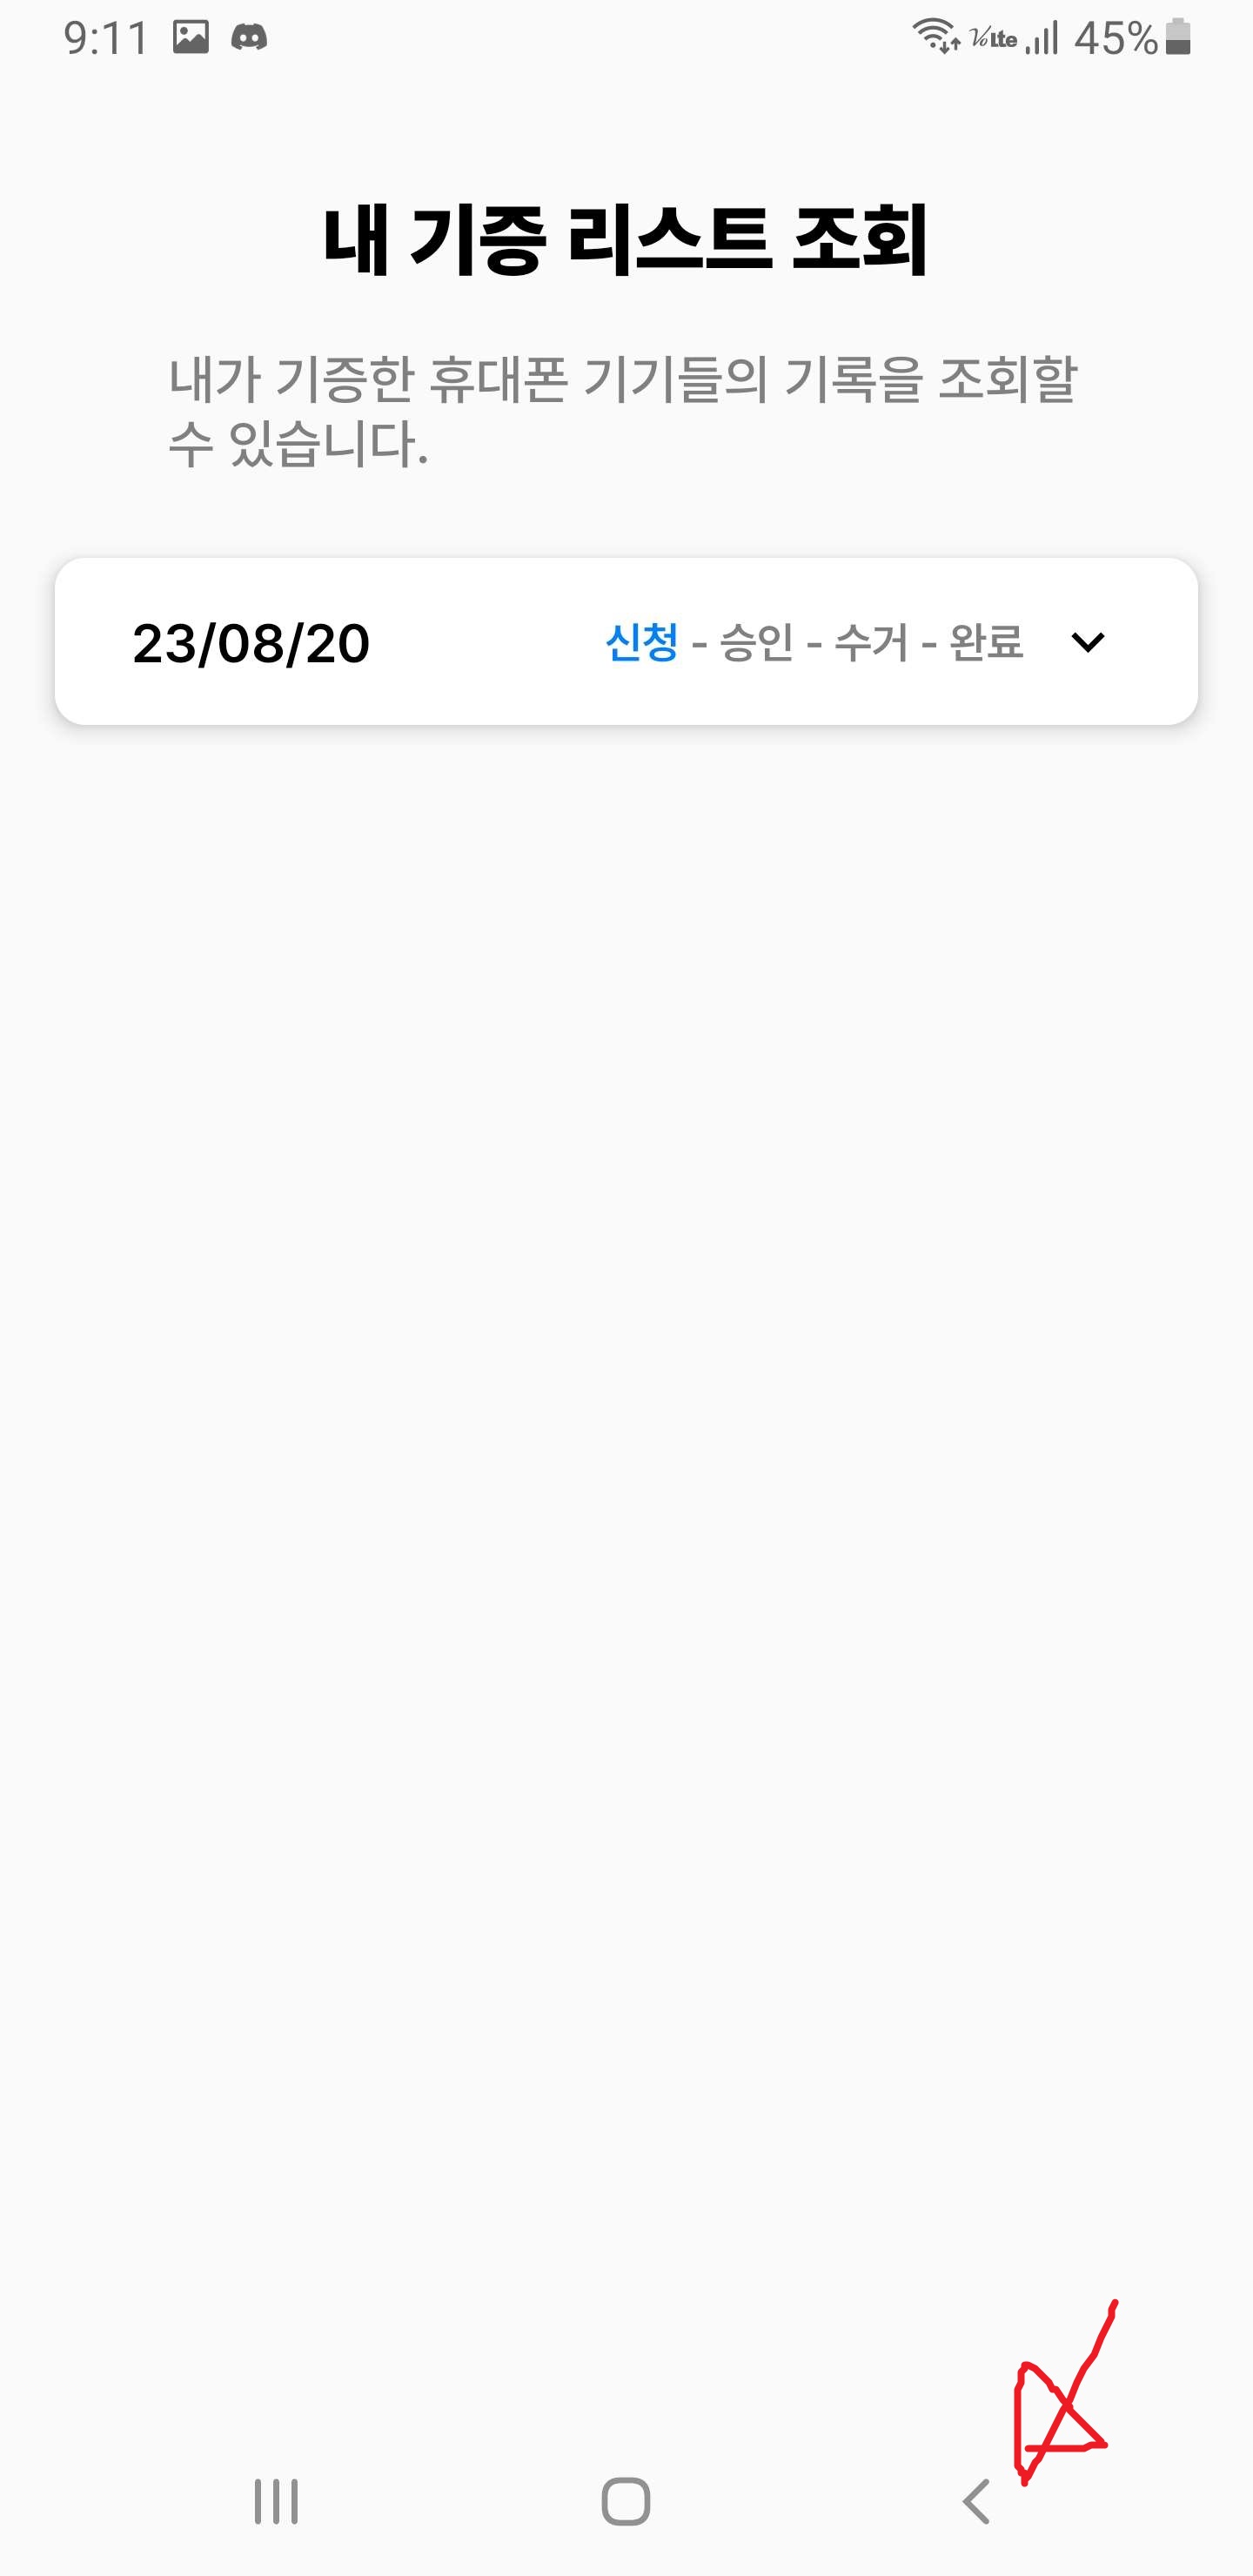 9:11 VoLte 45%
내 기증 리스트 조회
내가 기증한 휴대폰 기기들의 기록을 조회할
수 있습니다.
23/08/20 신청 - 승인 - 수거 - 완료